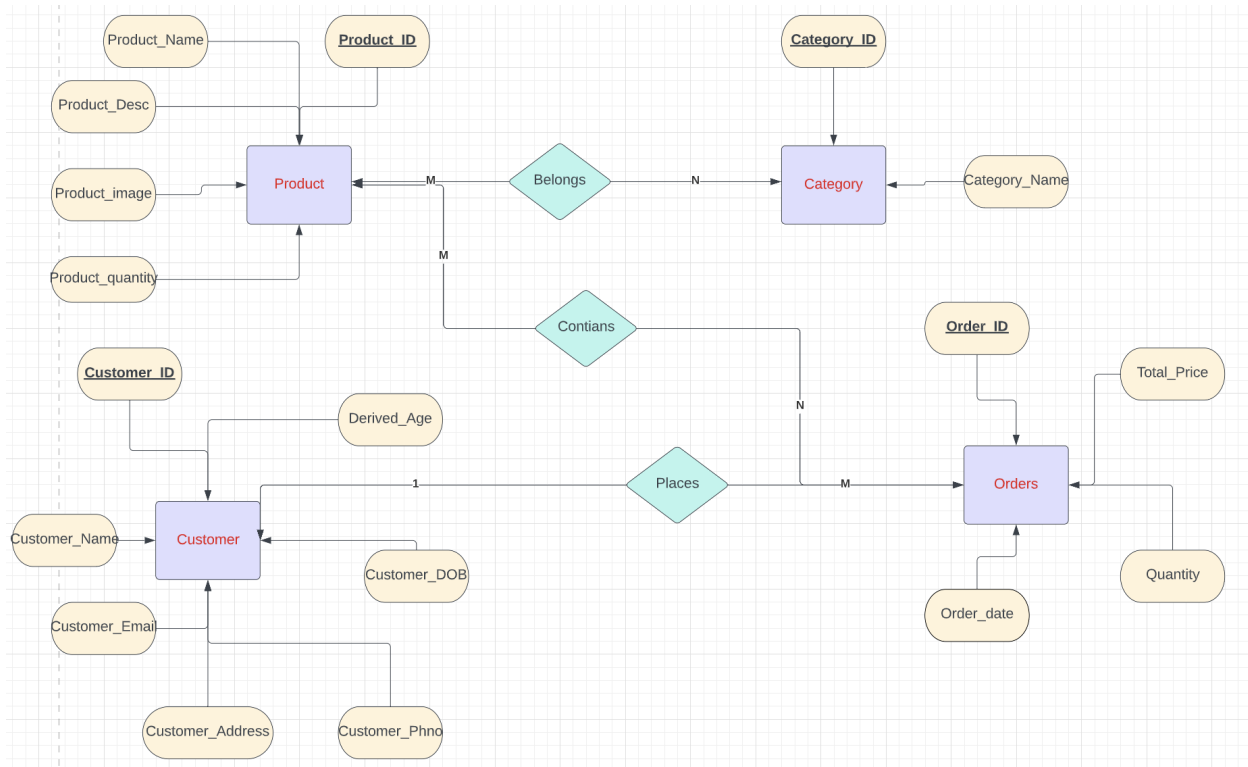 Product_Name
Product_ID
Category_ID
Product_Desc
Product
M
Belongs
N
Category
Category_Name
Product_image
M
Product_quantity
Contians
Order_ID
Customer_ID
Total_Price
Derived_Age
N
Places
1
M
Orders
Customer_Name
Customer
Customer_DOB
Quantity
Customer_Email
Order_date
Customer_Address
Customer_Phno